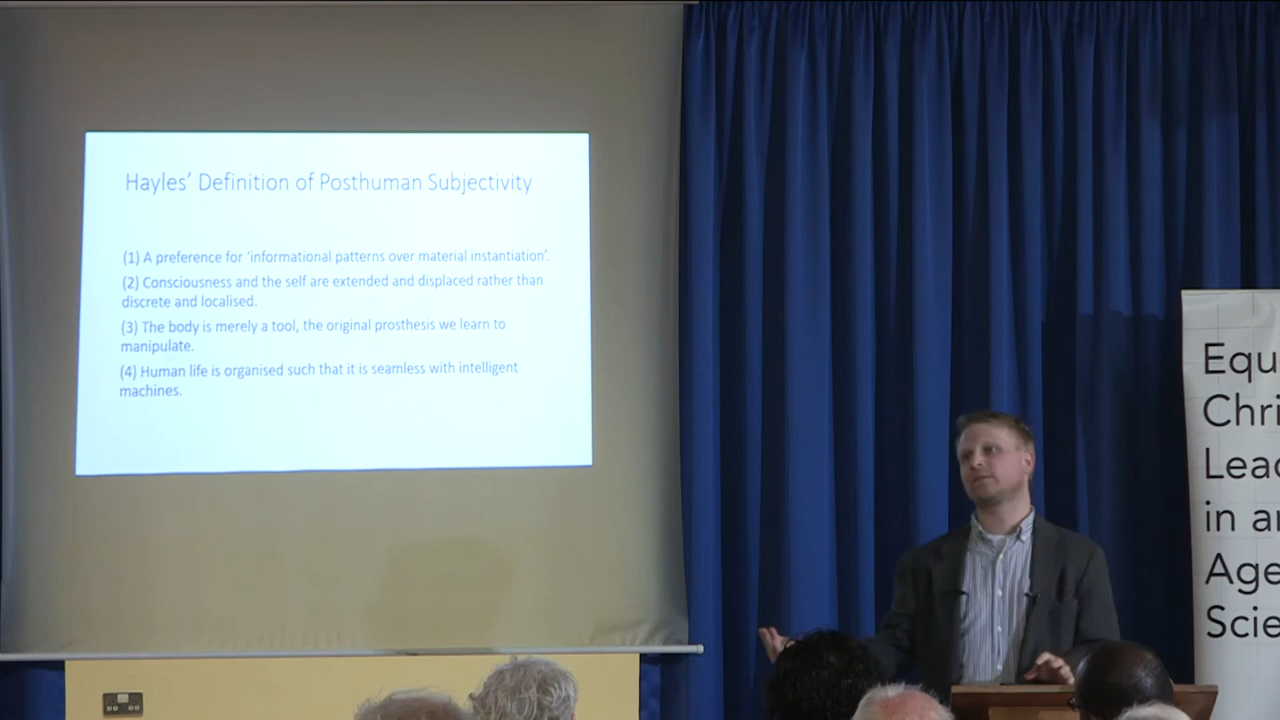 Hayles' Definition of Posthuman Subjectivity
(1) A preference for 'informational patterns over material instantiation'.
(2) Consciousness and the self are extended and displaced rather than
discrete and localised.
(3) The body is merely a tool, the original prosthesis we learn to
manipulate.
(4) Human life is organised such that it is seamless with intelligent
machines.
Equ
Chri
Lead
in an
Age
Scie